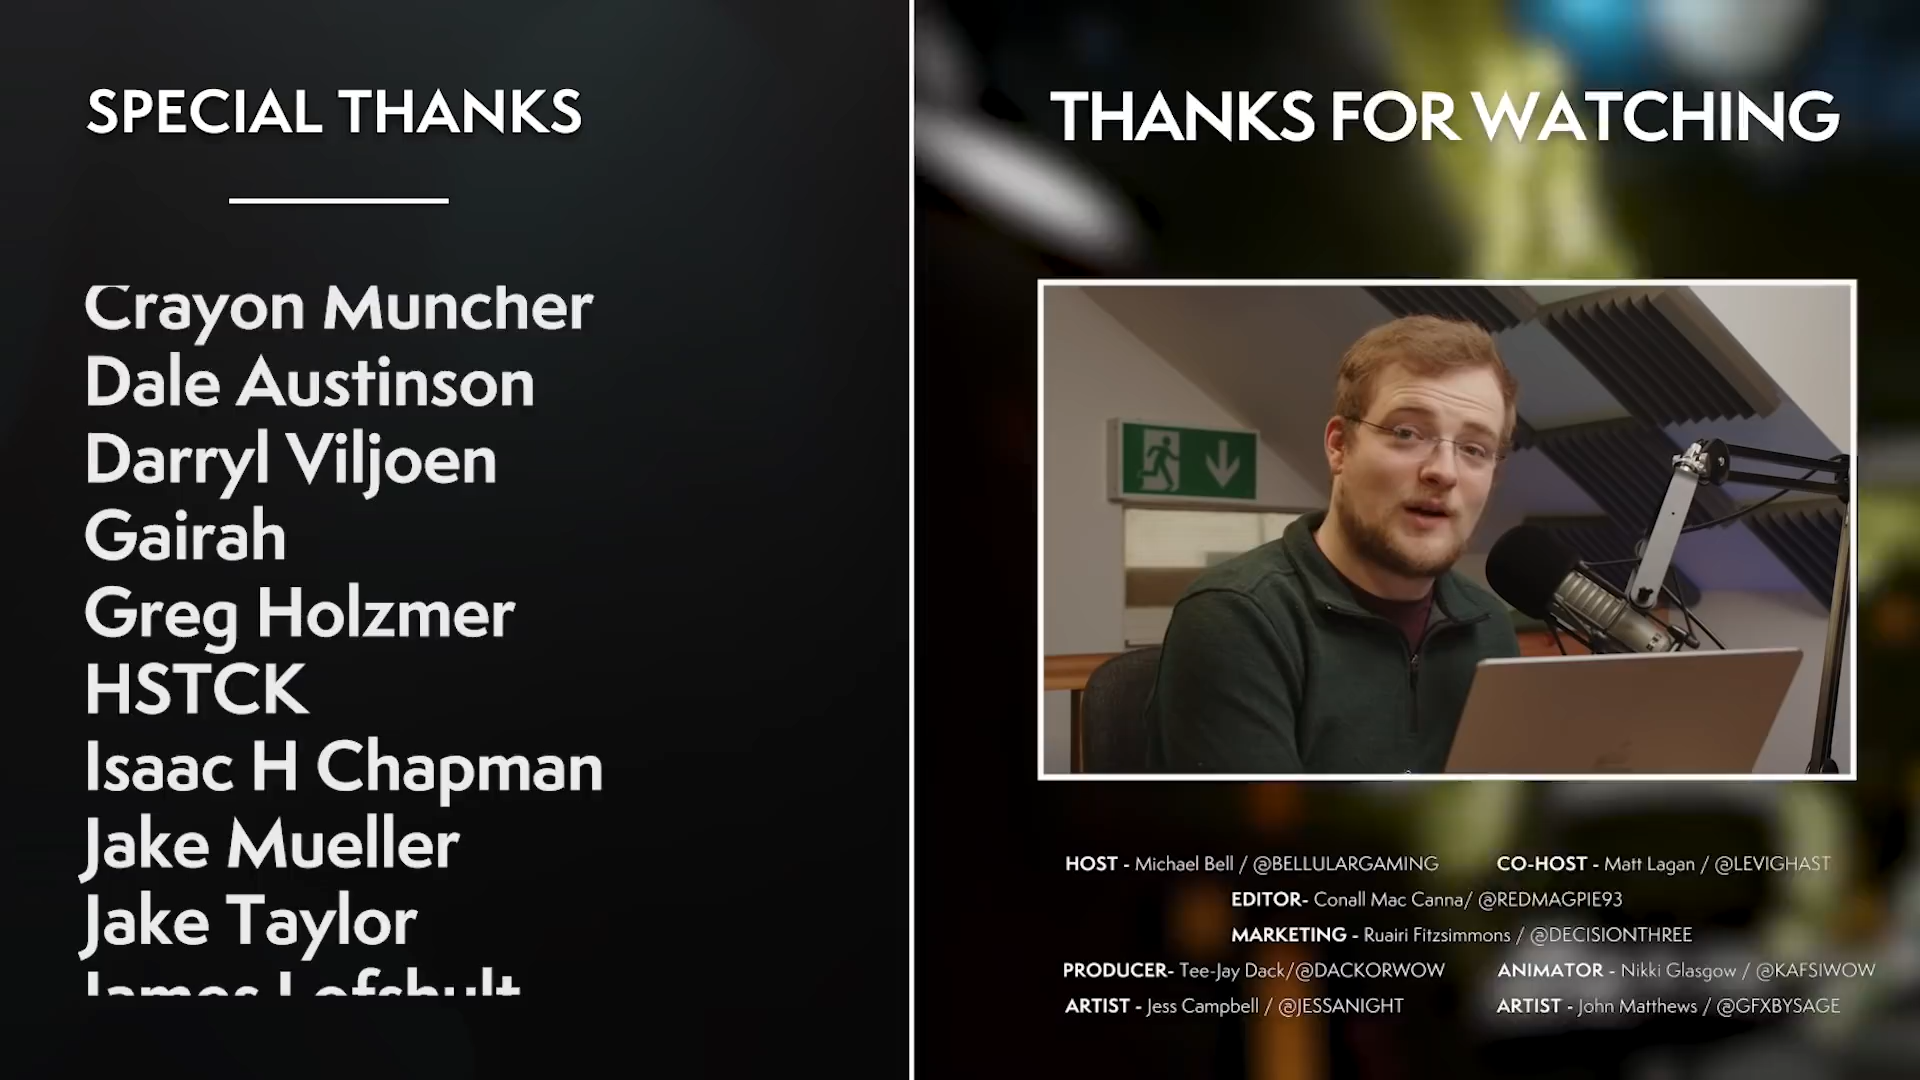 SPECIAL THANKS
Crayon Muncher
Dale Austinson
Darryl Viljoen
Gairah
Greg Holzmer
HSTCK
Isaac H Chapman
Jake Mueller
Jake Taylor
James Lofshult
THANKS FOR WATCHING
HOST - Michael Bell / @BELLULARGAMING
CO-HOST - Matt Lagan / @LEVIGHAST
EDITOR- Conall Mac Canna/ @REDMAGPIE93
MARKETING - Ruairi Fitzsimmons / @DECISIONTHREE
PRODUCER- Tee-Jay Dack/@DACKORWOW
ANIMATOR - Nikki Glasgow / @KAFSIWOW
ARTIST - Jess Campbell / @JESSANIGHT
ARTIST - John Matthews / @GFXBYSAGE